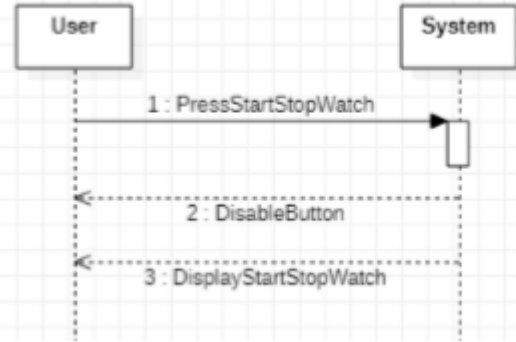 User
System
1 : PressStartStopWatch
2 : DisableButton
3 : DisplayStartStopWatch